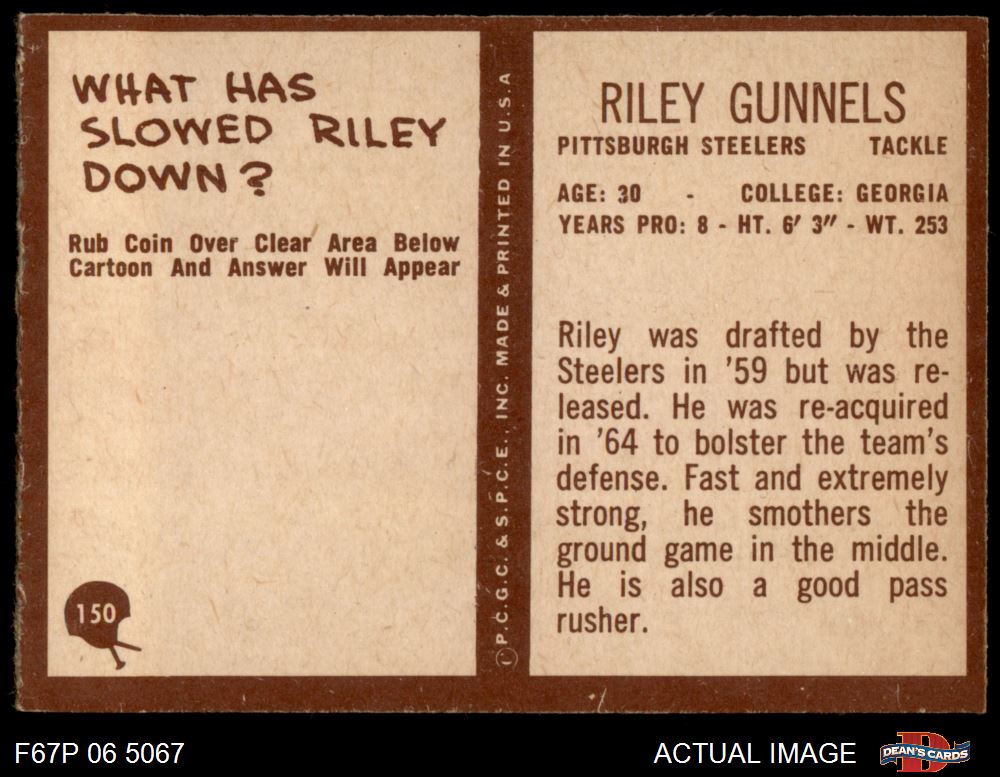 WHAT HAS
SLOWED RILEY
DOWN?
Rub Coin Over Clear Area Below
Cartoon And Answer Will Appear
150
©P.C.G.C. & S.P.C.E., INC. MADE & PRINTED IN U.S.A
RILEY GUNNELS
PITTSBURGH STEELERS TACKLE
AGE: 30 - COLLEGE: GEORGIA
YEARS PRO: 8 - HT. 6' 3" - WT. 253
Riley was drafted by the
Steelers in '59 but was re-
leased. He was re-acquired
in '64 to bolster the team's
defense. Fast and extremely
strong, he smothers the
ground game in the middle.
He is also a good pass
rusher.
F67P 06 5067
ACTUAL IMAGE
D
DEAN'S CARDS